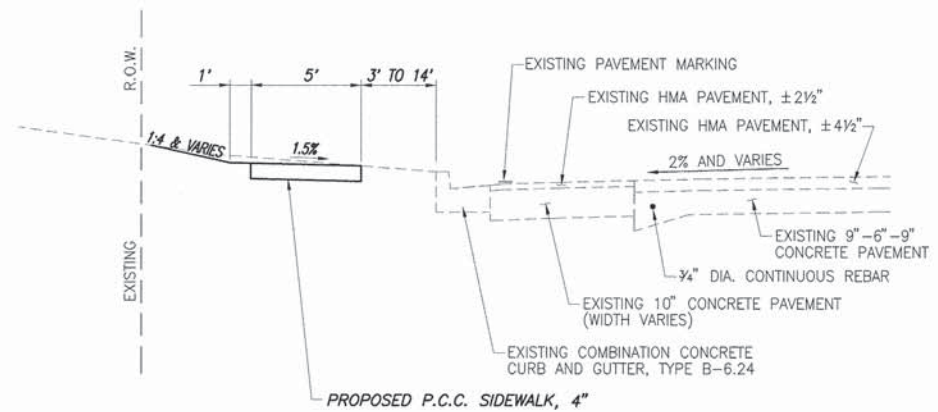 EXISTING
R.O.W.
1'
5'
3' TO 14'
1:4 & VARIES
1.5%
EXISTING PAVEMENT MARKING
EXISTING HMA PAVEMENT, ±2½"
EXISTING HMA PAVEMENT, ±4½"
2% AND VARIES
EXISTING 9"-6"-9"
CONCRETE PAVEMENT
¾" DIA. CONTINUOUS REBAR
EXISTING 10" CONCRETE PAVEMENT
(WIDTH VARIES)
EXISTING COMBINATION CONCRETE
CURB AND GUTTER, TYPE B-6.24
PROPOSED P.C.C. SIDEWALK, 4"